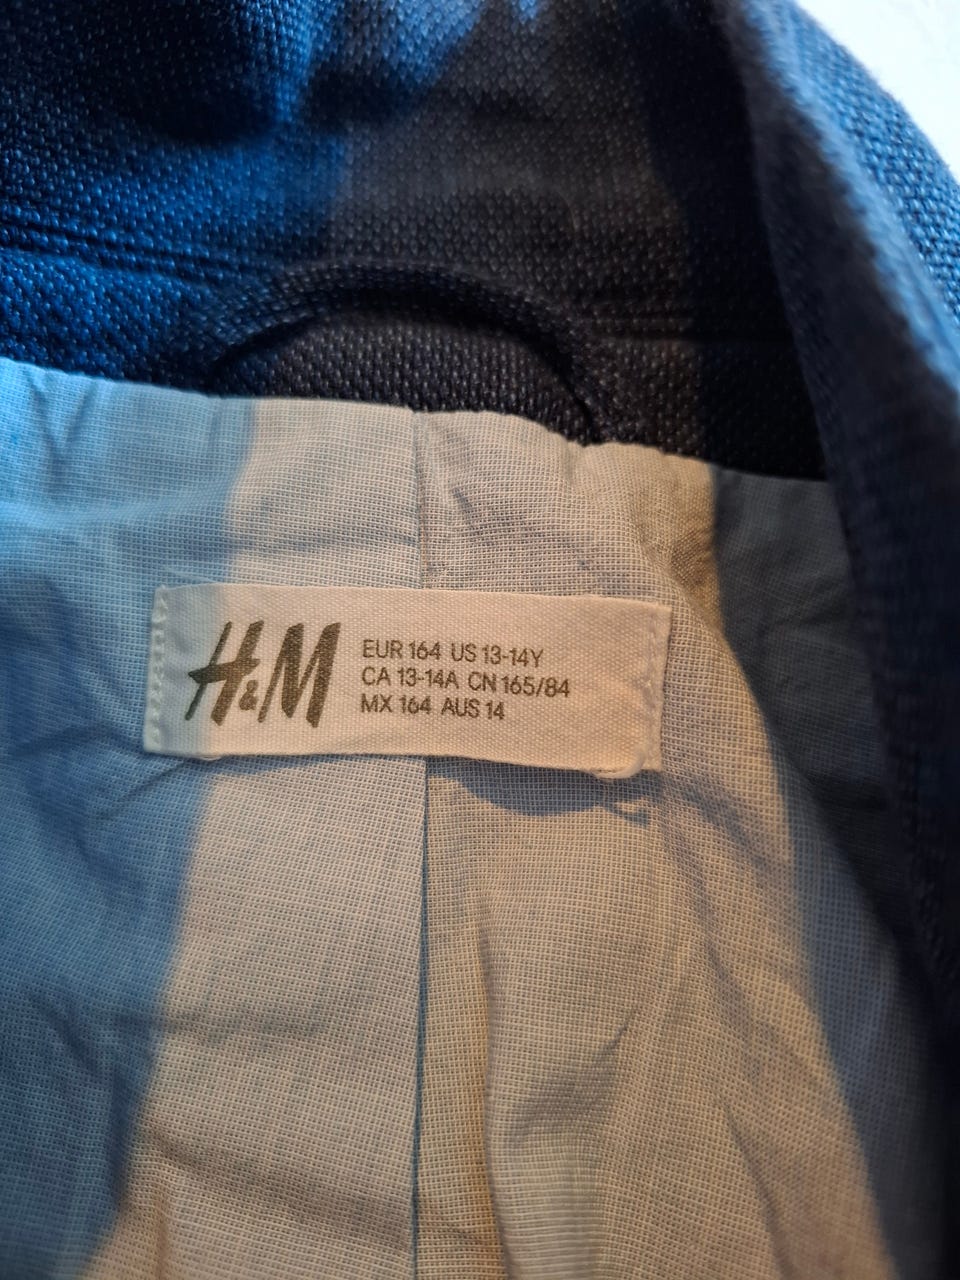 H&M
EUR 164 US 13-14Y
CA 13-14A CN 165/84
MX 164 AUS 14